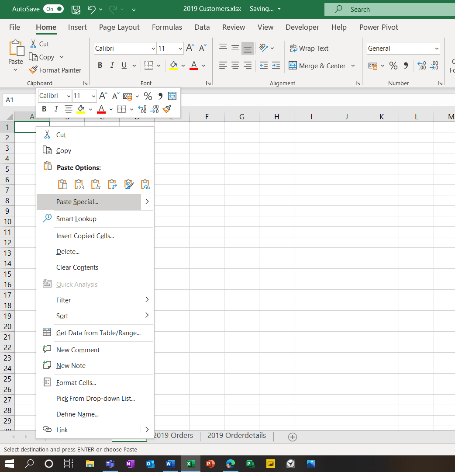 AutoSave On 2019 Customers.xlsx - Saving... Search
File Home Insert Page Layout Formulas Data Review View Developer Help Power Pivot
Paste
Cut
Copy
Format Painter
Clipboard
Calibri 11 A A
B I U A
Wrap Text
Merge & Center
Alignment
General
% 9
Number
A1
Calibri 11 A A % 9
B I A
A F G H I J K L M
1
2
3
4
5
6
7
8
9
10
11
12
13
14
15
16
17
18
19
20
21
22
23
24
25
26
27
28
29
Cut
Copy
Paste Options:
Paste Special...
Smart Lookup
Insert Copied Cells...
Delete...
Clear Contents
Quick Analysis
Filter
Sort
Get Data from Table/Range...
New Comment
New Note
Format Cells...
Pick From Drop-down List...
Define Name...
Link
2019 Orders 2019 Orderdetails
Select destination and press ENTER or choose Paste